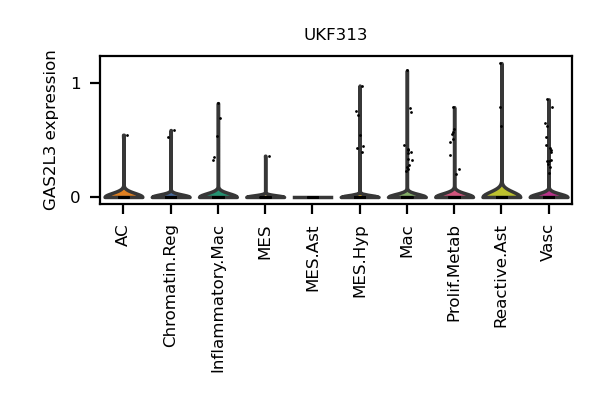 UKF313
GAS2L3 expression
1
0
AC
Chromatin.Reg
Inflammatory.Mac
MES
MES.Ast
MES.Hyp
Mac
Prolif.Metab
Reactive.Ast
Vasc